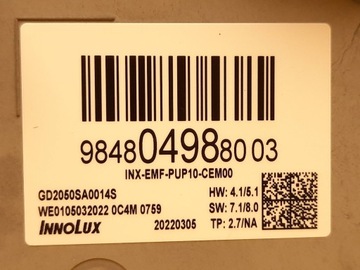 9848049880 03
INX-EMF-PUP10-CEM00
GD2050SA0014S HW: 4.1/5.1
WE0105032022 0C4M 0759 SW: 7.1/8.0
INNOLUX 20220305 TP: 2.7/NA